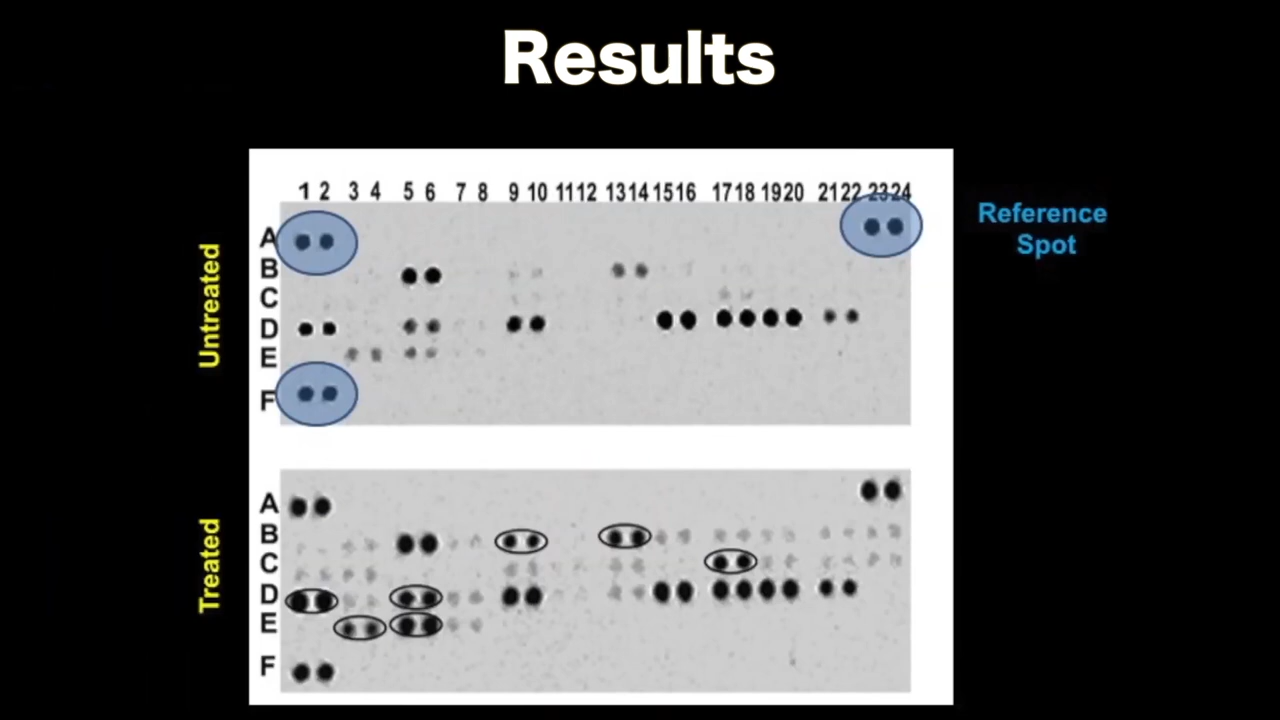 Results
1 2 3 4 5 6 7 8 9 10 11 12 13 14 15 16 17 18 19 20 21 22 23 24
Untreated
A
B
C
D
E
F
Reference
Spot
Treated
A
B
C
D
E
F